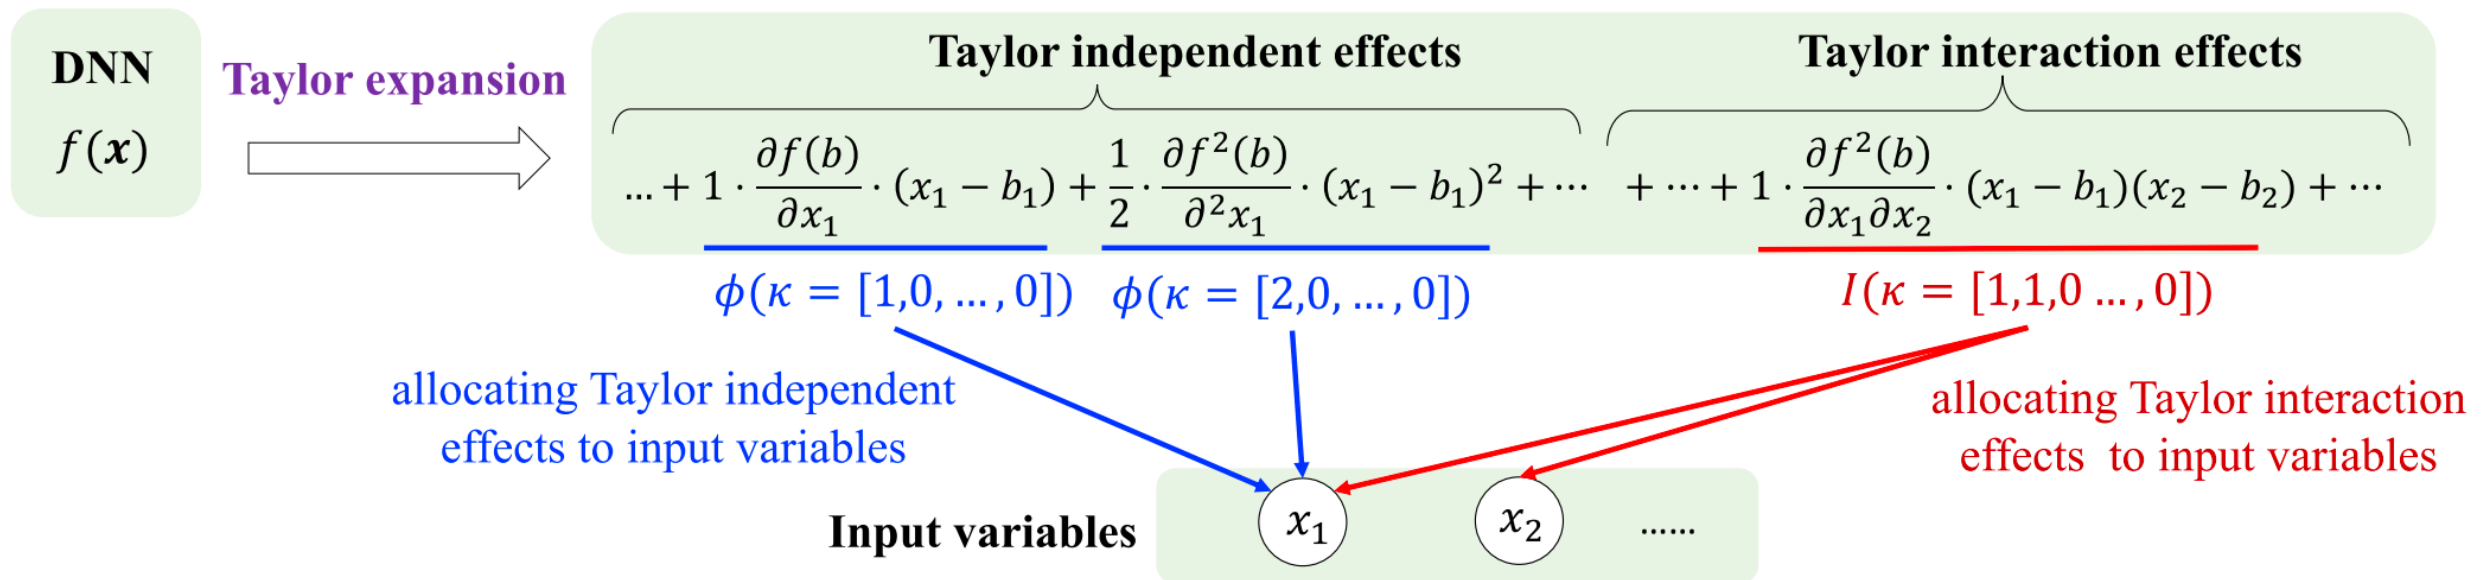 DNN
f(x)
Taylor expansion
Taylor independent effects
Taylor interaction effects
... + 1 · ∂f(b)/∂x₁ · (x₁ − b₁) + 1/2 · ∂f²(b)/∂²x₁ · (x₁ − b₁)² + ⋯ + ⋯ + 1 · ∂f²(b)/∂x₁∂x₂ · (x₁ − b₁)(x₂ − b₂) + ⋯
ϕ(κ = [1,0, … , 0])
ϕ(κ = [2,0, … , 0])
I(κ = [1,1,0 … , 0])
allocating Taylor independent
effects to input variables
allocating Taylor interaction
effects to input variables
Input variables
x₁
x₂
......